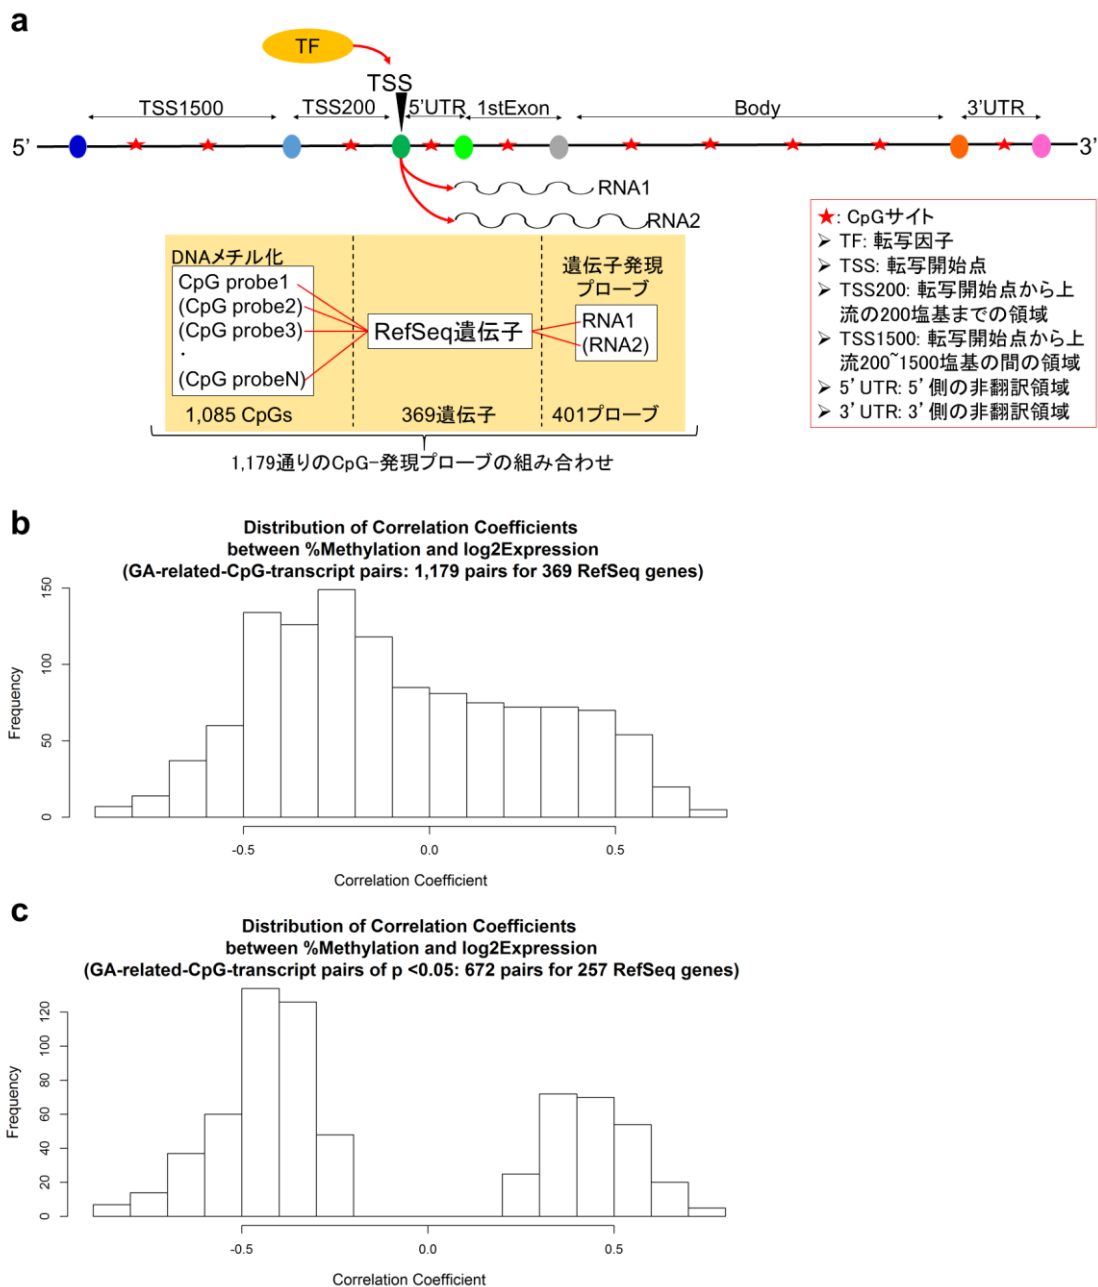 a
TF
TSS
TSS1500
TSS200
5'UTR
1stExon
Body
3'UTR
5'
3'
RNA1
RNA2
DNAメチル化
CpG probe1
(CpG probe2)
(CpG probe3)
.
(CpG probeN)
RefSeq遺伝子
遺伝子発現
プローブ
RNA1
(RNA2)
1,085 CpGs
369遺伝子
401プローブ
1,179通りのCpG-発現プローブの組み合わせ
★: CpGサイト
➢ TF: 転写因子
➢ TSS: 転写開始点
➢ TSS200: 転写開始点から上
流の200塩基までの領域
➢ TSS1500: 転写開始点から上
流200~1500塩基の間の領域
➢ 5' UTR: 5' 側の非翻訳領域
➢ 3' UTR: 3' 側の非翻訳領域
b
Distribution of Correlation Coefficients
between %Methylation and log2Expression
(GA-related-CpG-transcript pairs: 1,179 pairs for 369 RefSeq genes)
Frequency
150
100
50
0
-0.5
0.0
0.5
Correlation Coefficient
c
Distribution of Correlation Coefficients
between %Methylation and log2Expression
(GA-related-CpG-transcript pairs of p <0.05: 672 pairs for 257 RefSeq genes)
Frequency
120
100
80
60
40
20
0
-0.5
0.0
0.5
Correlation Coefficient